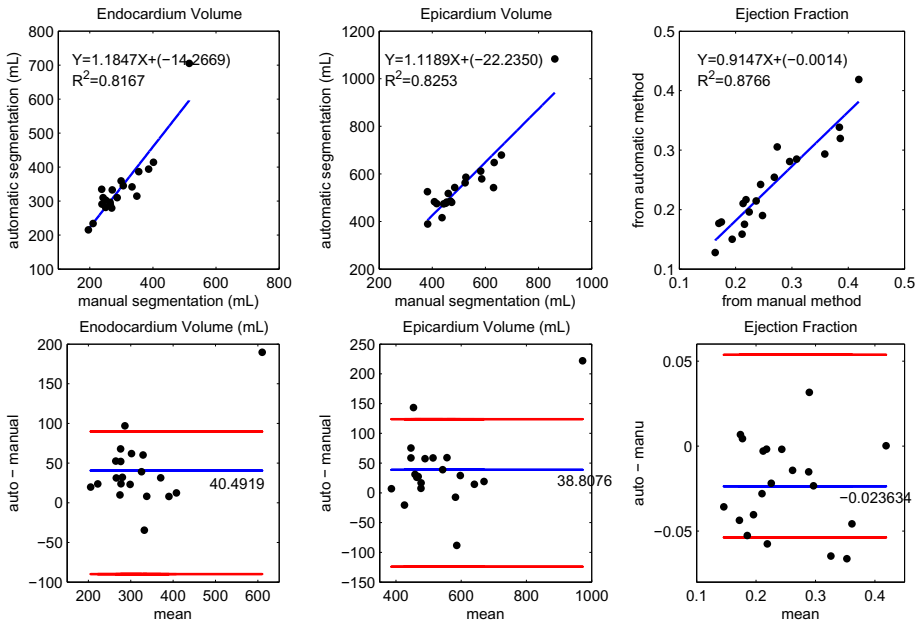 Endocardium Volume
automatic segmentation (mL)
800
700
600
500
400
300
200
100
Y=1.1847X+(−14.2669)
R2=0.8167
200 400 600 800
manual segmentation (mL)
Epicardium Volume
automatic segmentation (mL)
1200
1000
800
600
400
200
Y=1.1189X+(−22.2350)
R2=0.8253
200 400 600 800 1000
manual segmentation (mL)
Ejection Fraction
from automatic method
0.5
0.4
0.3
0.2
0.1
Y=0.9147X+(−0.0014)
R2=0.8766
0.1 0.2 0.3 0.4 0.5
from manual method
Enodocardium Volume (mL)
auto − manual
200
150
100
50
0
−50
−100
40.4919
200 300 400 500 600
mean
Epicardium Volume (mL)
auto − manual
250
200
150
100
50
0
−50
−100
−150
38.8076
400 600 800 1000
mean
Ejection Fraction
auto − manu
0.05
0
−0.05
−0.023634
0.1 0.2 0.3 0.4
mean